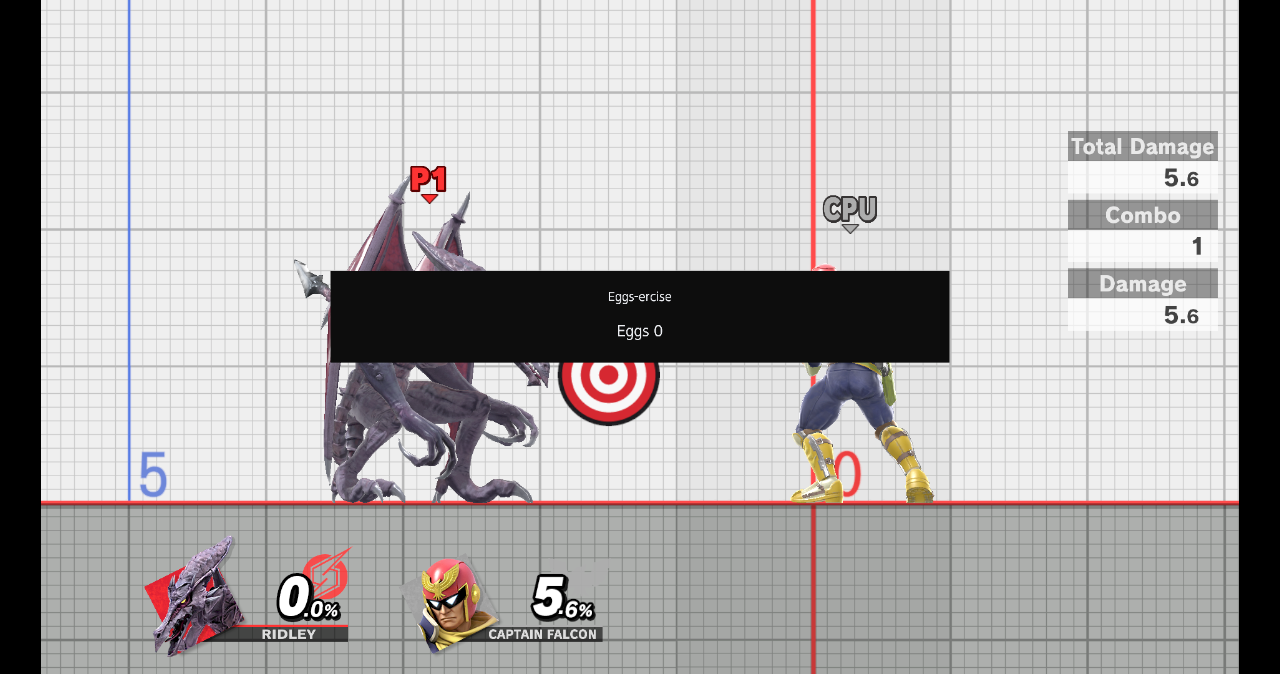 P1
CPU
Total Damage
5.6
Combo
1
Damage
5.6
Eggs-ercise
Eggs 0
5
0
0.0%
RIDLEY
5.6%
CAPTAIN FALCON